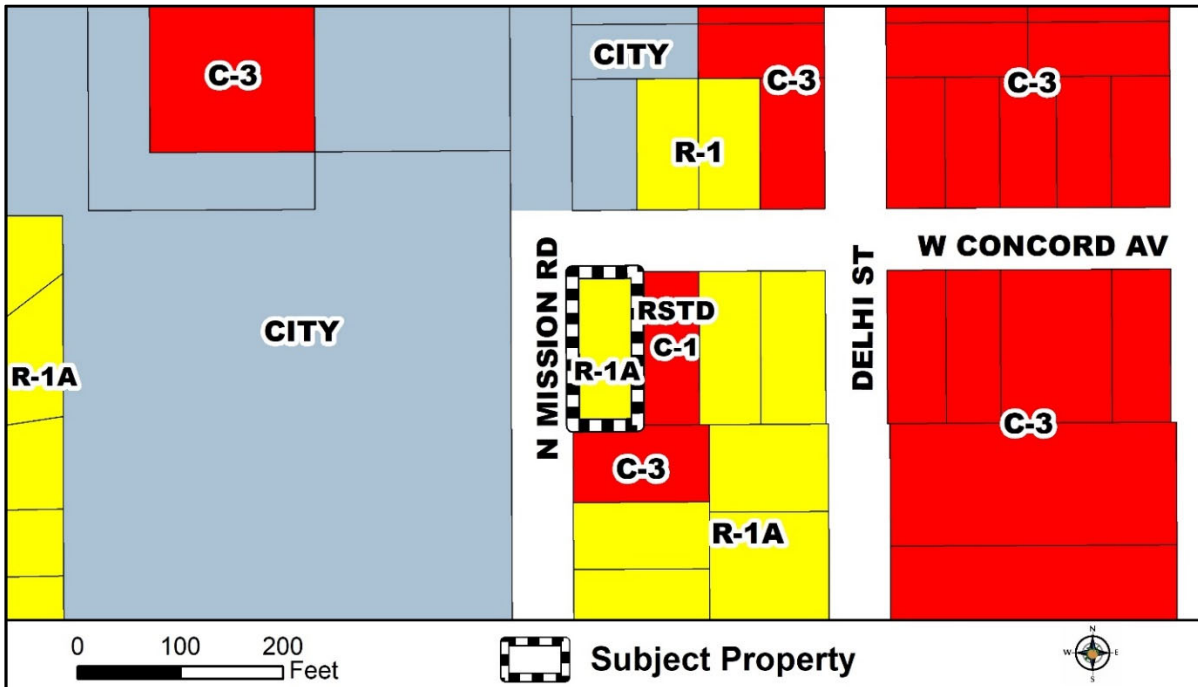 C-3
CITY
C-3
C-3
R-1
W CONCORD AV
N MISSION RD
DELHI ST
CITY
RSTD
C-1
R-1A
R-1A
C-3
C-3
R-1A
0 100 200
Feet
Subject Property
N
W E
S